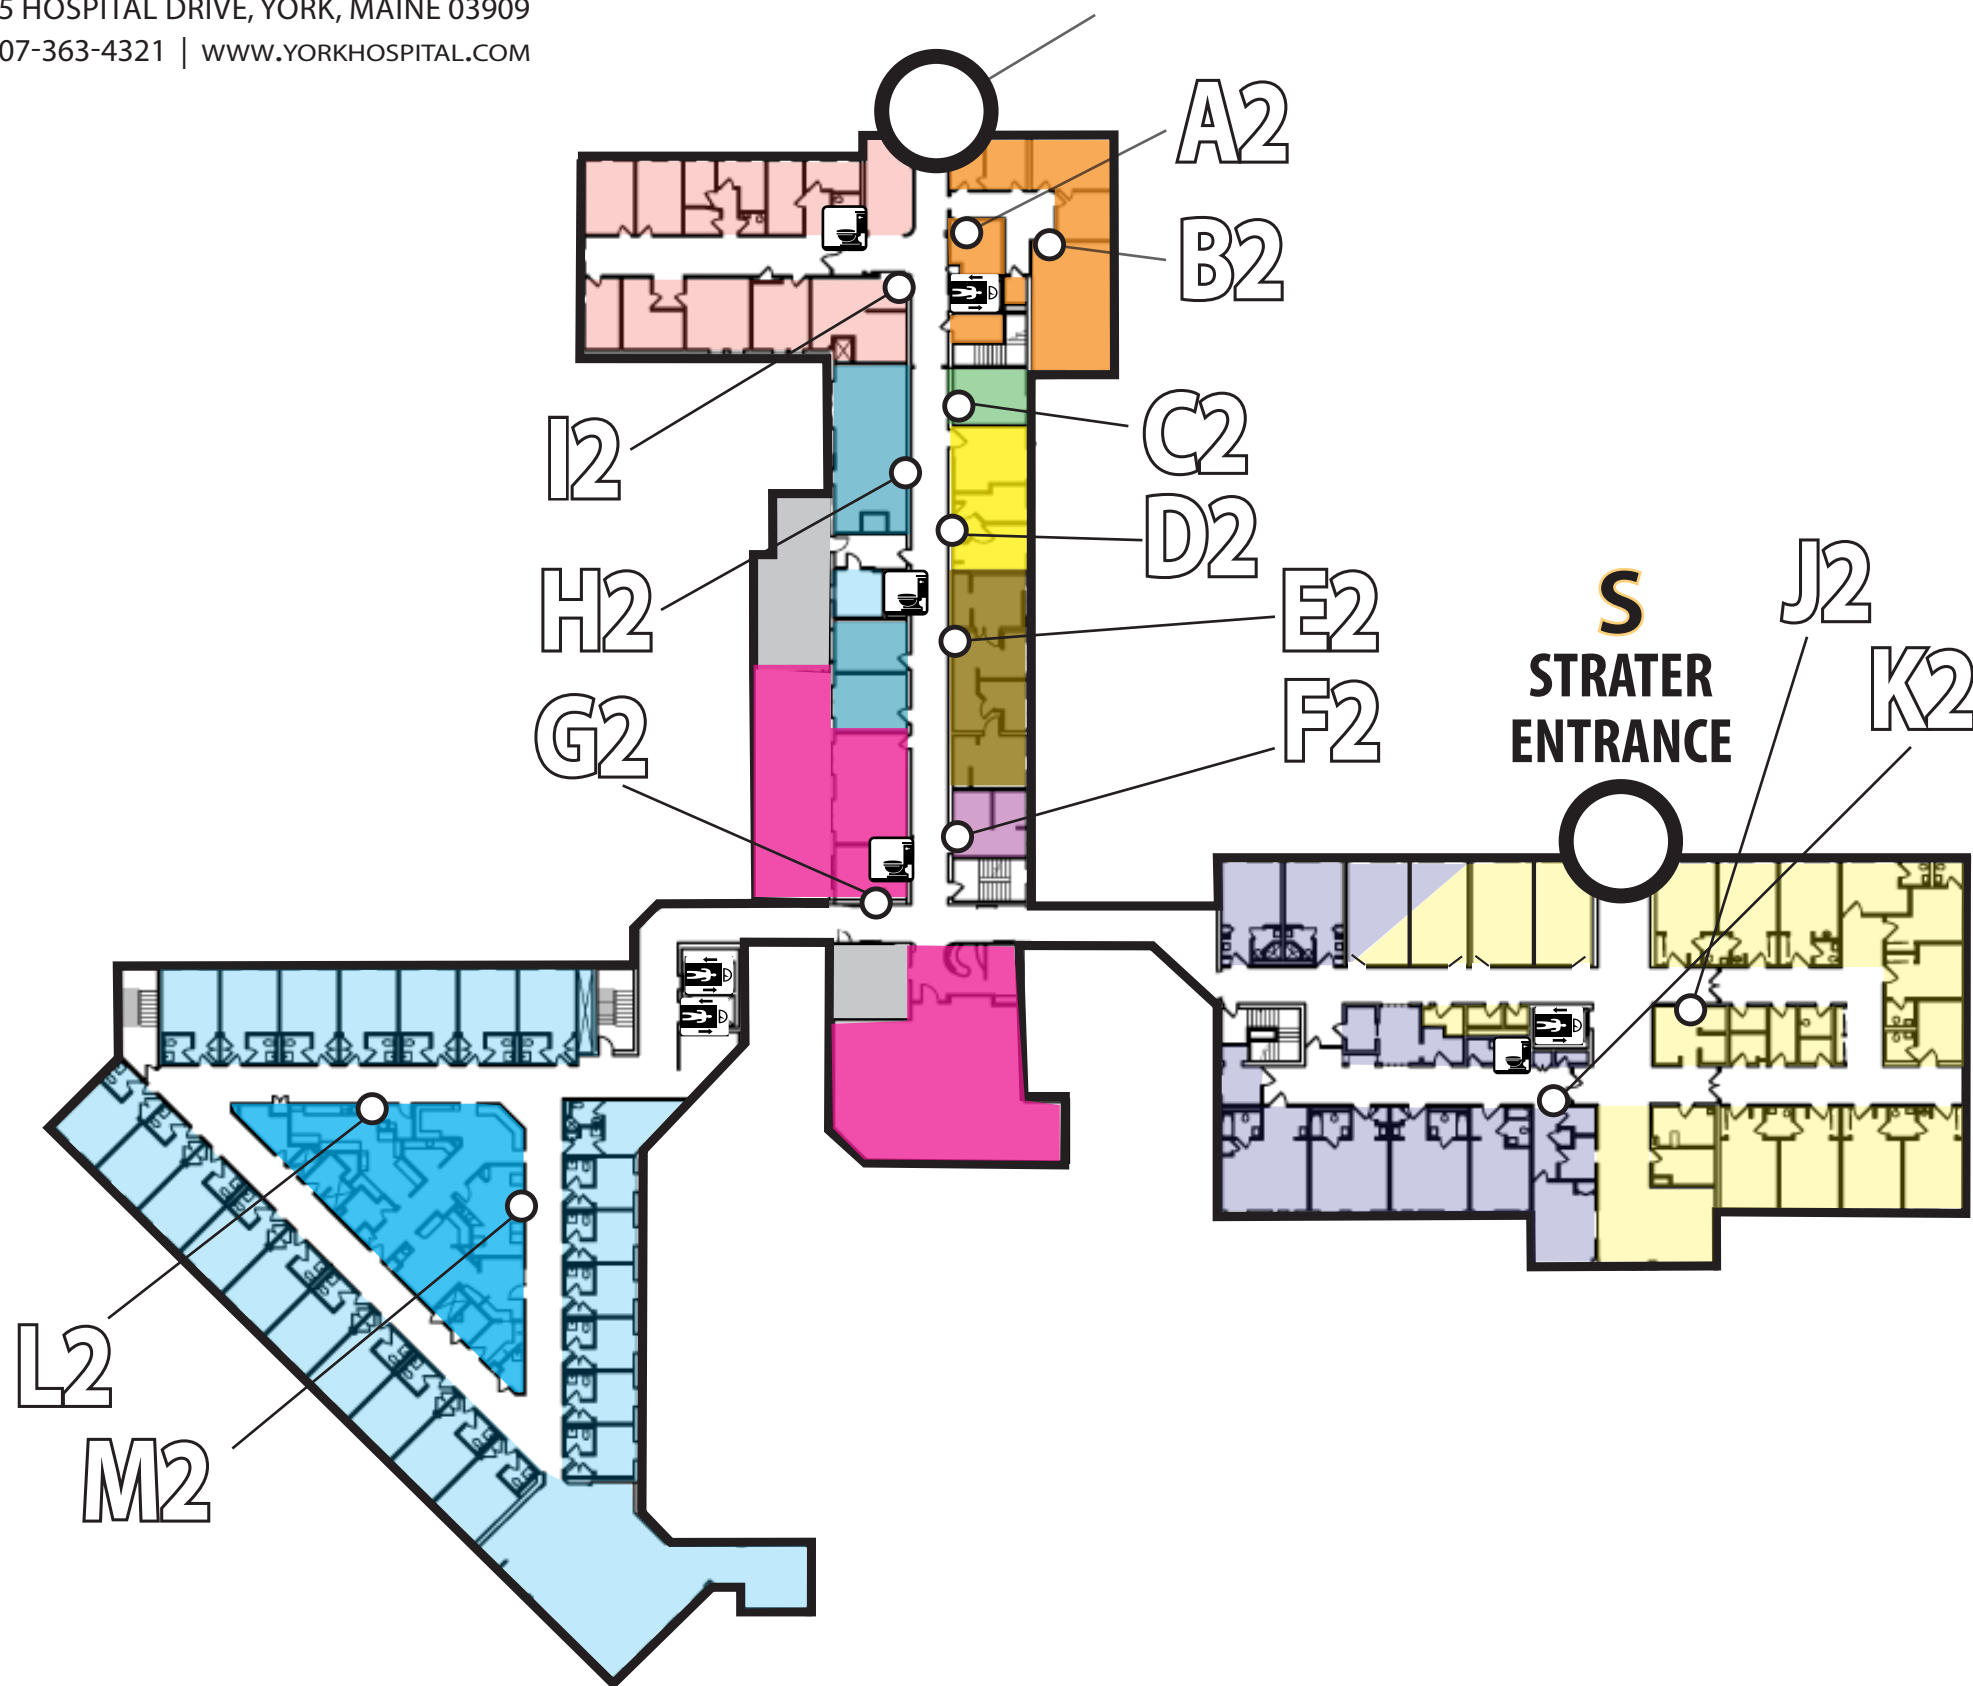 5 HOSPITAL DRIVE, YORK, MAINE 03909
07-363-4321 | WWW.YORKHOSPITAL.COM
A2
B2
I2
C2
D2
H2
E2
J2
S
STRATER
ENTRANCE
K2
G2
F2
L2
M2